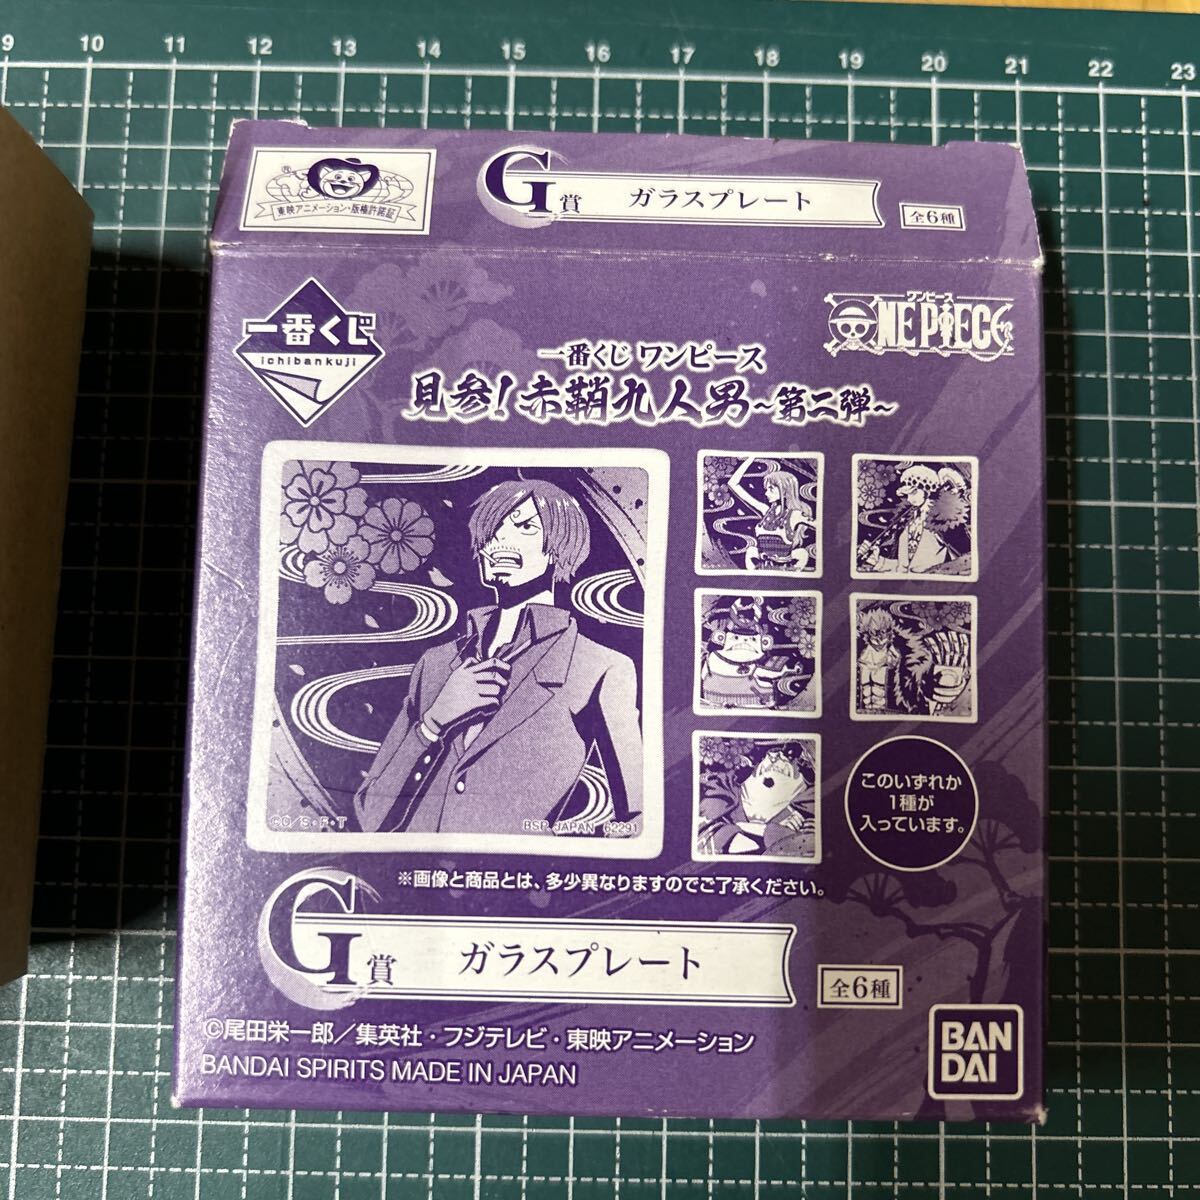 9 10 11 12 13 14 15 16 17 18 19 20 21 22 23
®
東映アニメーション・版権許諾証
G賞 ガラスプレート
全6種
一番くじ
ichibankuji
ワンピース
ONE PIECE
一番くじ ワンピース
見参!赤鞘九人男～第二弾～
©O/S・F・T
BSP JAPAN 62291
このいずれか
1種が
入っています。
※画像と商品とは、多少異なりますのでご了承ください。
G賞 ガラスプレート
全6種
©尾田栄一郎／集英社・フジテレビ・東映アニメーション
BANDAI SPIRITS MADE IN JAPAN
BAN
DAI